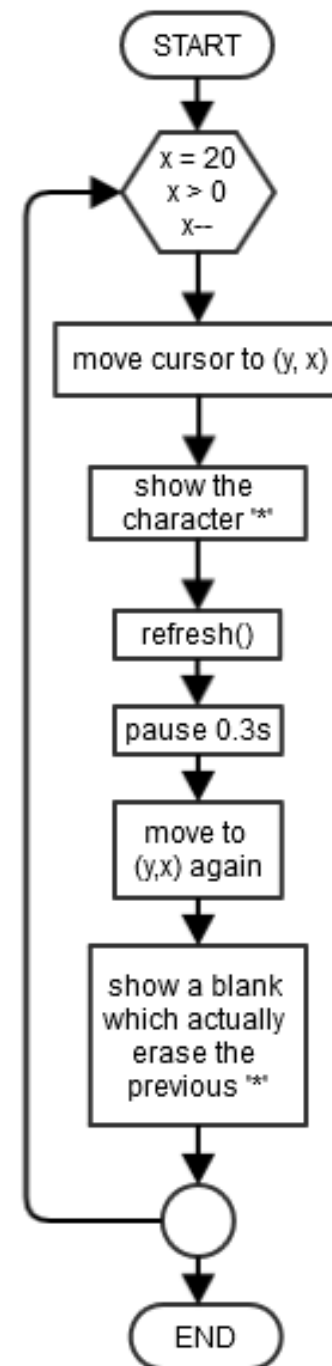 START
x = 20
x > 0
x--
move cursor to (y, x)
show the
character "*"
refresh()
pause 0.3s
move to
(y,x) again
show a blank
which actually
erase the
previous "*"
END